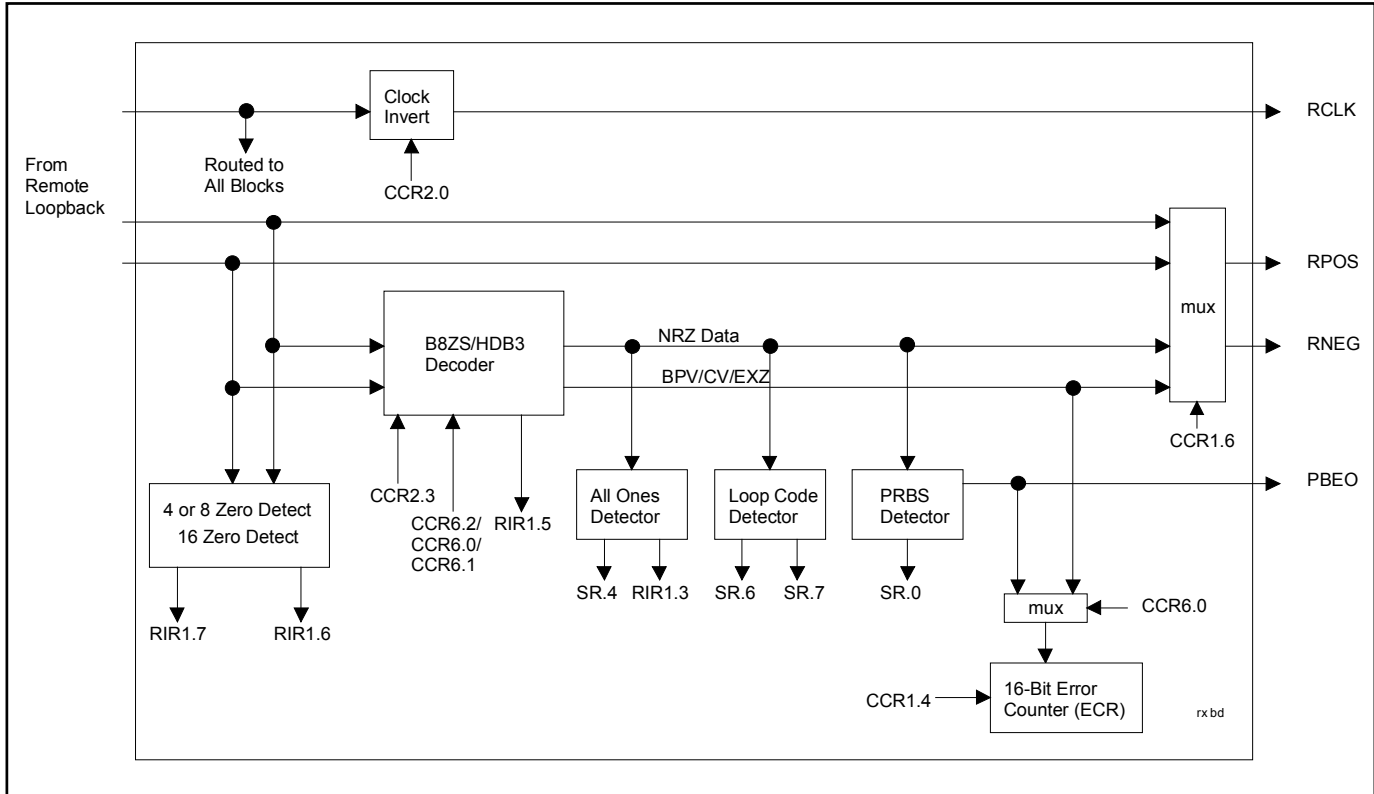 Clock
Invert
RCLK
From
Remote
Loopback
Routed to
All Blocks
CCR2.0
RPOS
mux
B8ZS/HDB3
Decoder
NRZ Data
RNEG
BPV/CV/EXZ
CCR1.6
4 or 8 Zero Detect
16 Zero Detect
CCR2.3
CCR6.2/
CCR6.0/
CCR6.1
RIR1.5
All Ones
Detector
Loop Code
Detector
PRBS
Detector
PBEO
SR.4
RIR1.3
SR.6
SR.7
SR.0
RIR1.7
RIR1.6
mux
CCR6.0
CCR1.4
16-Bit Error
Counter (ECR)
rx bd